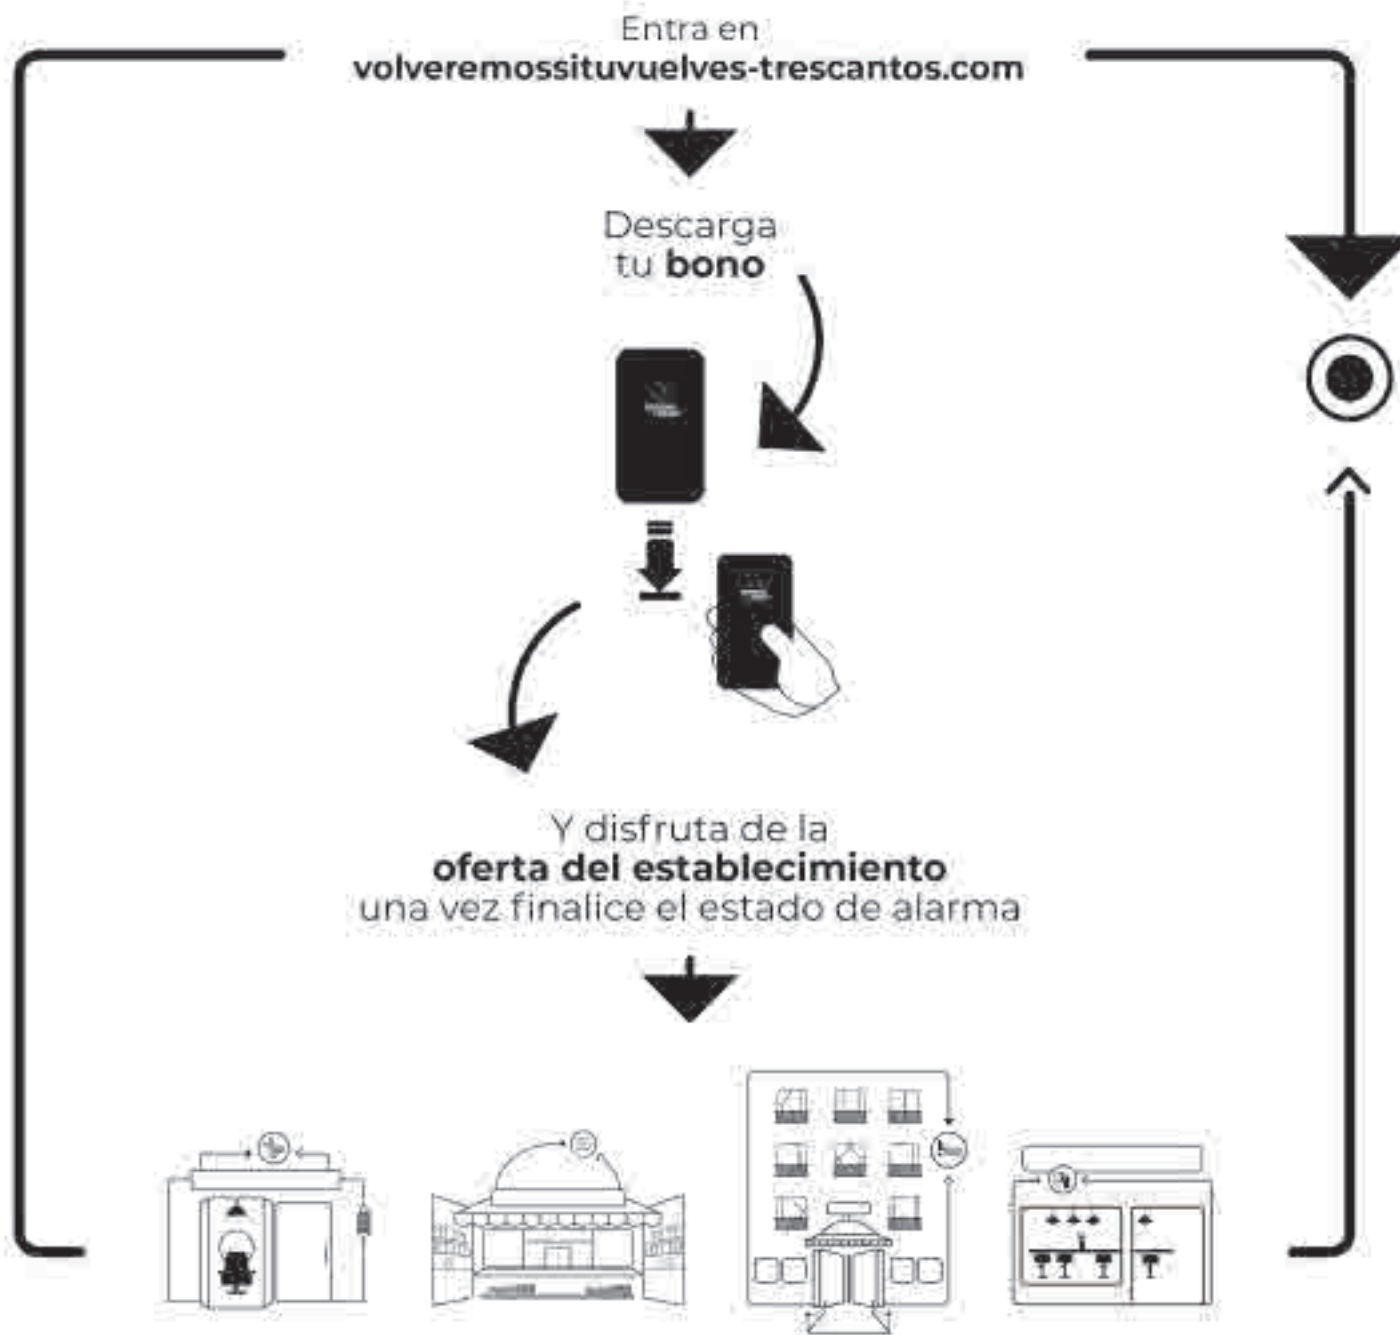 Entra en
volveremossituvuelves-trescantos.com
Descarga
tu bono
Y disfruta de la
oferta del establecimiento
una vez finalice el estado de alarma